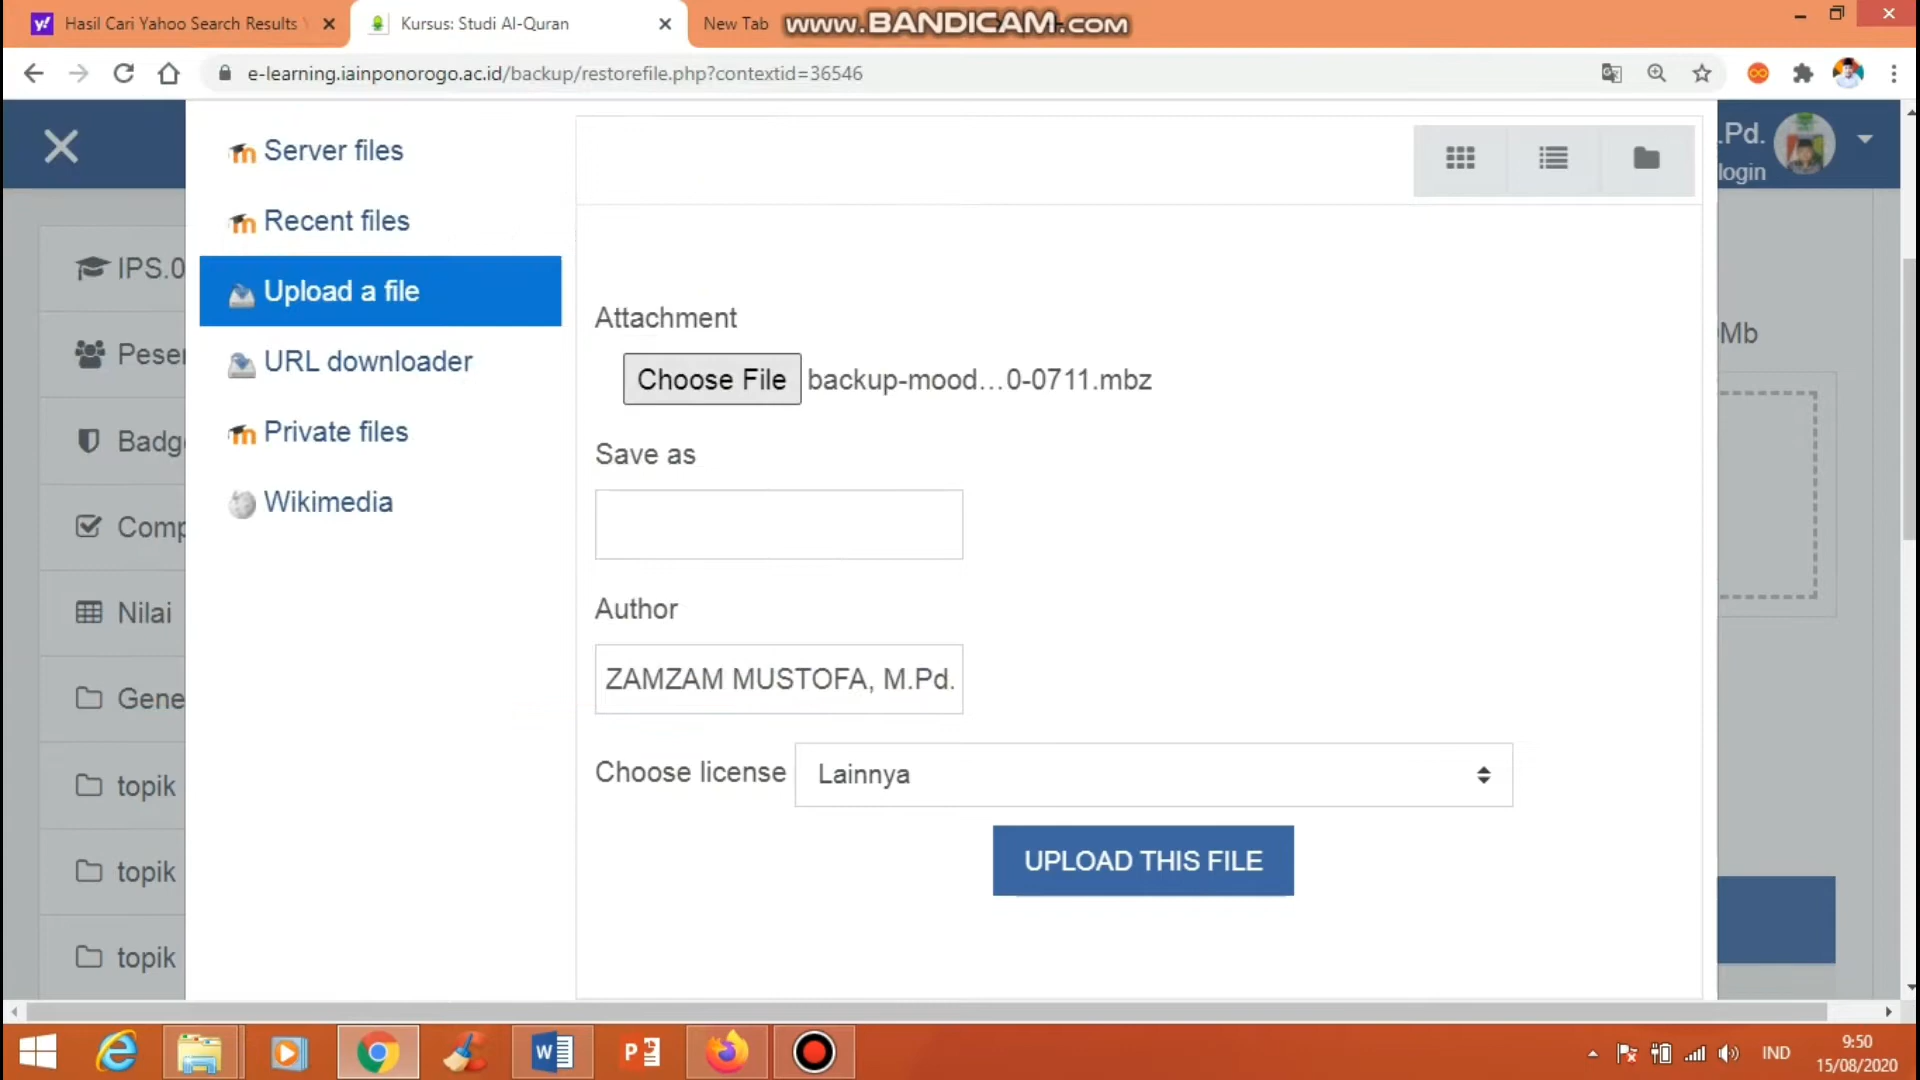 Hasil Cari Yahoo Search Results
Kursus: Studi Al-Quran
New Tab
www.BANDICAM.com
e-learning.iainponorogo.ac.id/backup/restorefile.php?contextid=36546
Server files
Recent files
Upload a file
URL downloader
Private files
Wikimedia
.Pd.
login
IPS.0
Peser
Badge
Comp
Nilai
Gene
topik
topik
topik
Mb
Attachment
Choose File backup-mood...0-0711.mbz
Save as
Author
ZAMZAM MUSTOFA, M.Pd.
Choose license Lainnya
UPLOAD THIS FILE
IND
9:50
15/08/2020